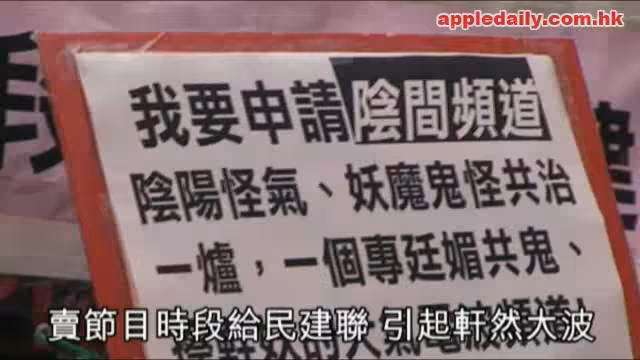 appledaily.com.hk
我要申請陰間頻道
陰陽怪氣、妖魔鬼怪共治
一爐，一個專廷媚共鬼、
賣節目時段給民建聯 引起軒然大波